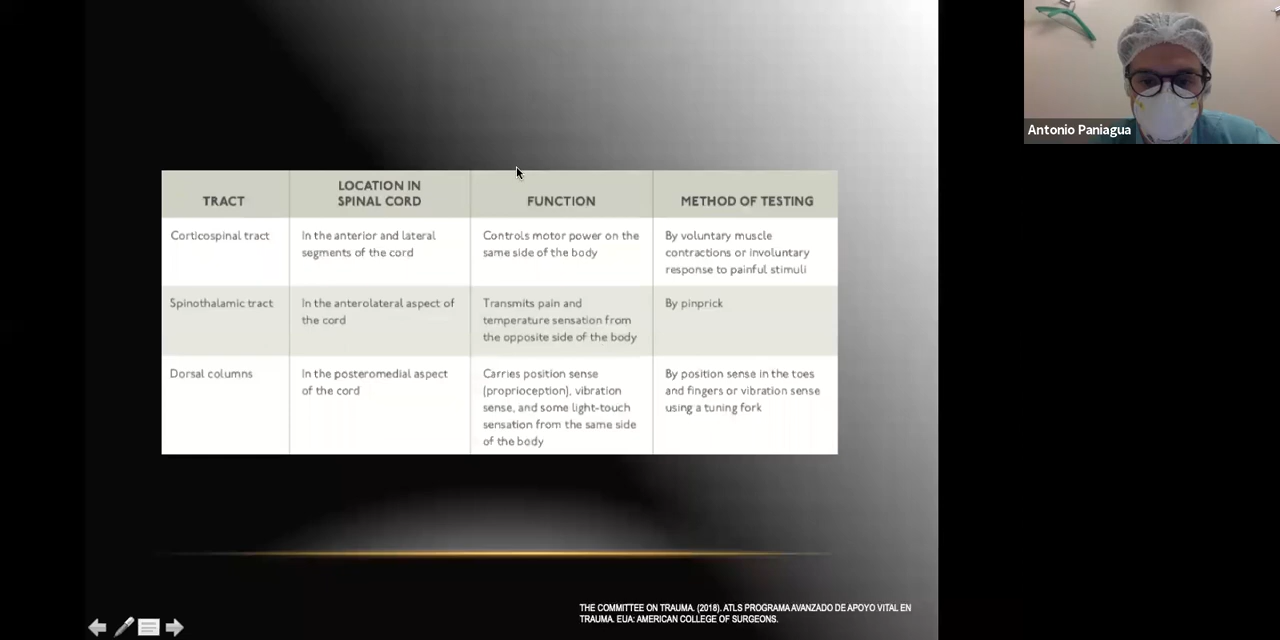 TRACT
LOCATION IN
SPINAL CORD
FUNCTION
METHOD OF TESTING
Corticospinal tract
In the anterior and lateral
segments of the cord
Controls motor power on the
same side of the body
By voluntary muscle
contractions or involuntary
response to painful stimuli
Spinothalamic tract
In the anterolateral aspect of
the cord
Transmits pain and
temperature sensation from
the opposite side of the body
By pinprick
Dorsal columns
In the posteromedial aspect
of the cord
Carries position sense
(proprioception), vibration
sense, and some light-touch
sensation from the same side
of the body
By position sense in the toes
and fingers or vibration sense
using a tuning fork
THE COMMITTEE ON TRAUMA. (2018). ATLS PROGRAMA AVANZADO DE APOYO VITAL EN
TRAUMA. EUA: AMERICAN COLLEGE OF SURGEONS.
Antonio Paniagua